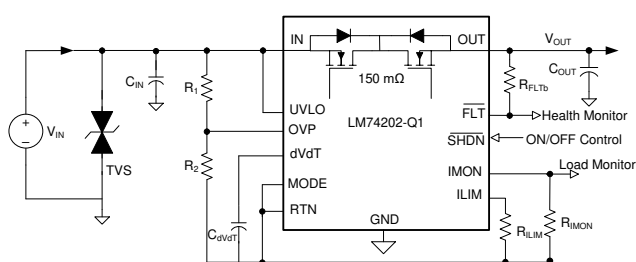 IN
OUT
V_OUT
C_IN
R_1
150 mΩ
R_FLTb
C_OUT
UVLO
FLT
Health Monitor
V_IN
OVP
LM74202-Q1
SHDN
ON/OFF Control
TVS
R_2
dVdT
IMON
Load Monitor
MODE
ILIM
C_dVdT
RTN
GND
R_ILIM
R_IMON